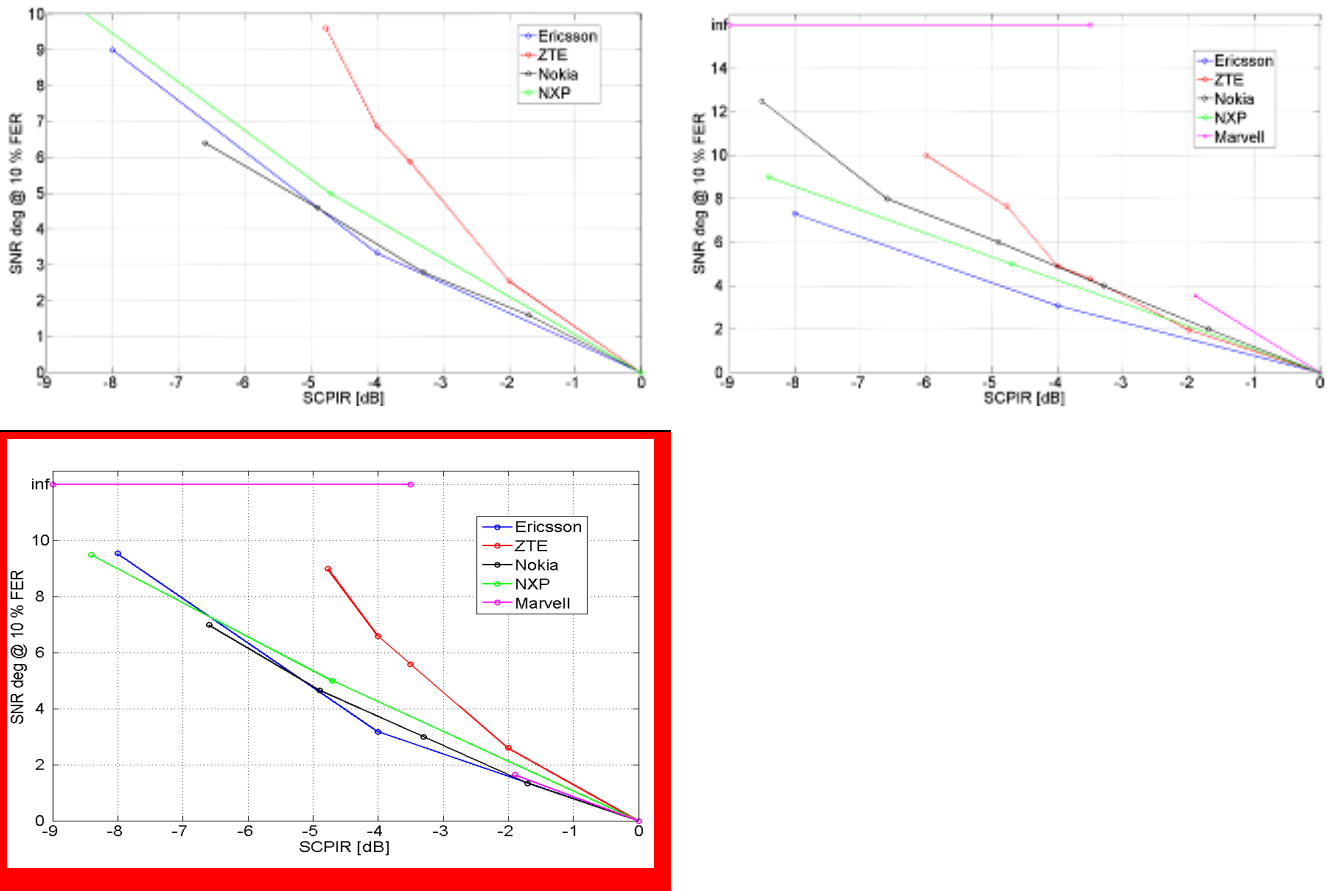 10
9
8
7
6
5
4
3
2
1
0
SNR deg @ 10 % FER
-9 -8 -7 -6 -5 -4 -3 -2 -1 0
SCPIR [dB]
Ericsson
ZTE
Nokia
NXP
inf
14
12
10
8
6
4
2
0
SNR deg @ 10 % FER
-9 -8 -7 -6 -5 -4 -3 -2 -1 0
SCPIR [dB]
Ericsson
ZTE
Nokia
NXP
Marvell
inf
10
8
6
4
2
0
SNR deg @ 10 % FER
-9 -8 -7 -6 -5 -4 -3 -2 -1 0
SCPIR [dB]
Ericsson
ZTE
Nokia
NXP
Marvell